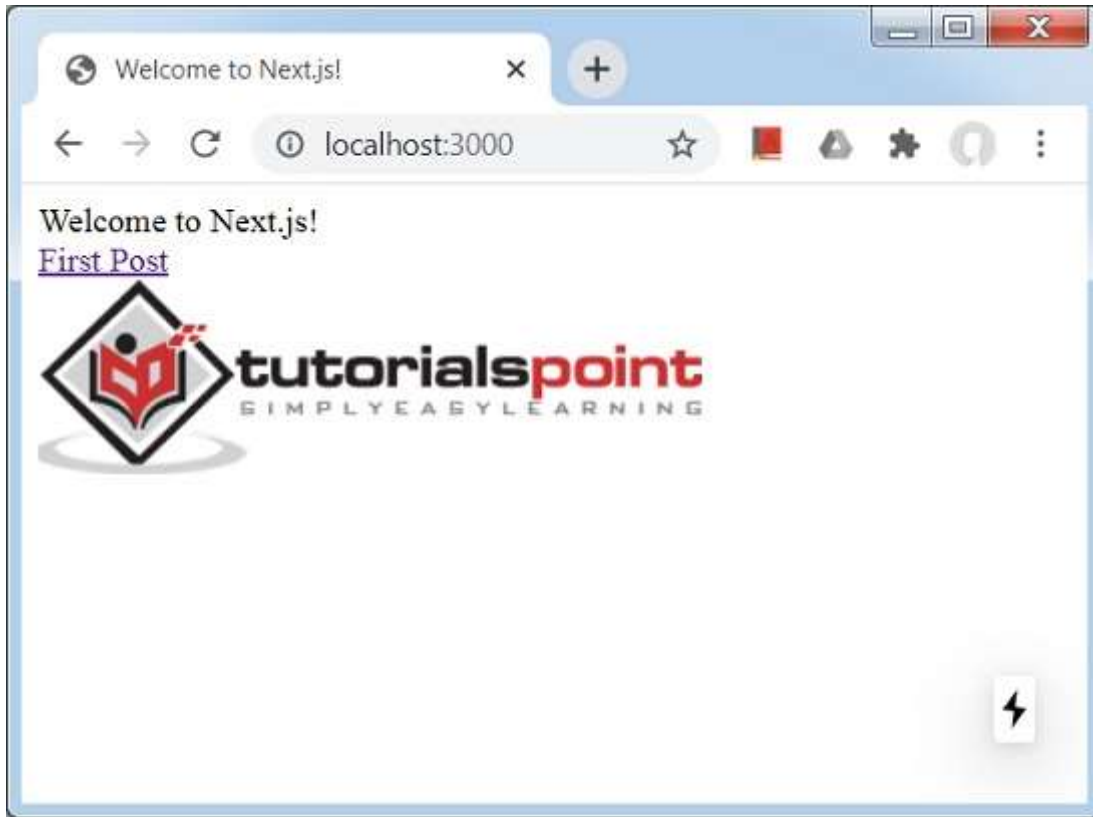 Welcome to Next.js!
localhost:3000
Welcome to Next.js!
First Post
tutorialspoint
SIMPLYEASYLEARNING